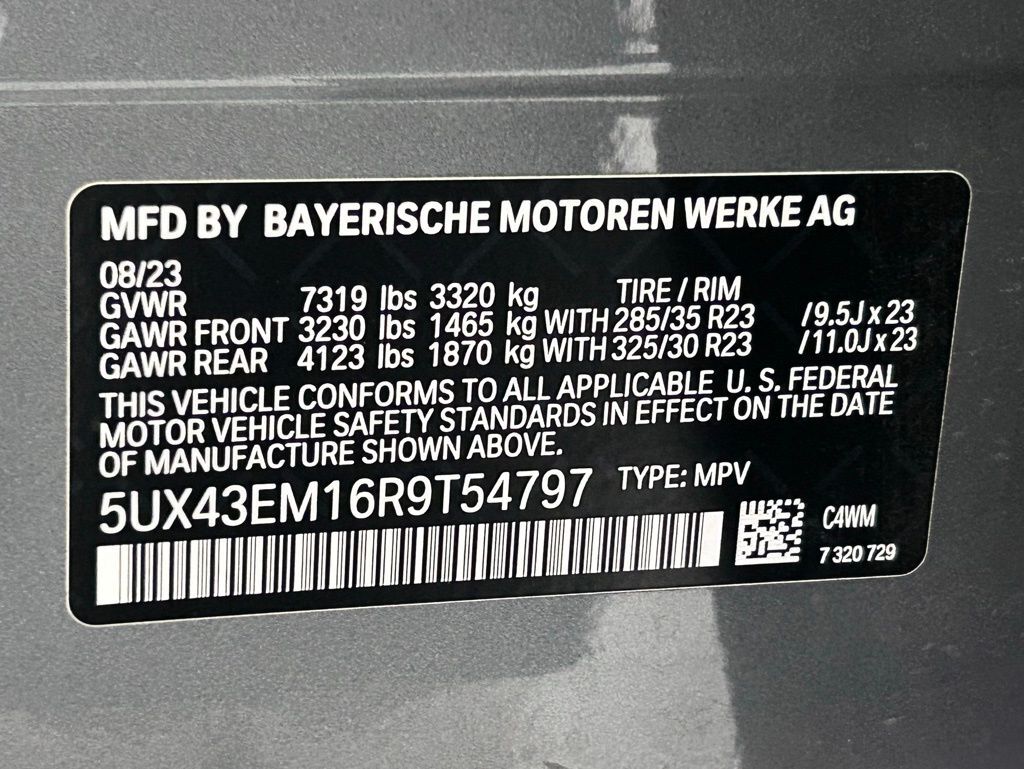 MFD BY BAYERISCHE MOTOREN WERKE AG
08/23
GVWR 7319 lbs 3320 kg TIRE / RIM
GAWR FRONT 3230 lbs 1465 kg WITH 285/35 R23 /9.5J x 23
GAWR REAR 4123 lbs 1870 kg WITH 325/30 R23 /11.0J x 23
THIS VEHICLE CONFORMS TO ALL APPLICABLE U. S. FEDERAL
MOTOR VEHICLE SAFETY STANDARDS IN EFFECT ON THE DATE
OF MANUFACTURE SHOWN ABOVE.
5UX43EM16R9T54797 TYPE: MPV
C4WM
7 320 729